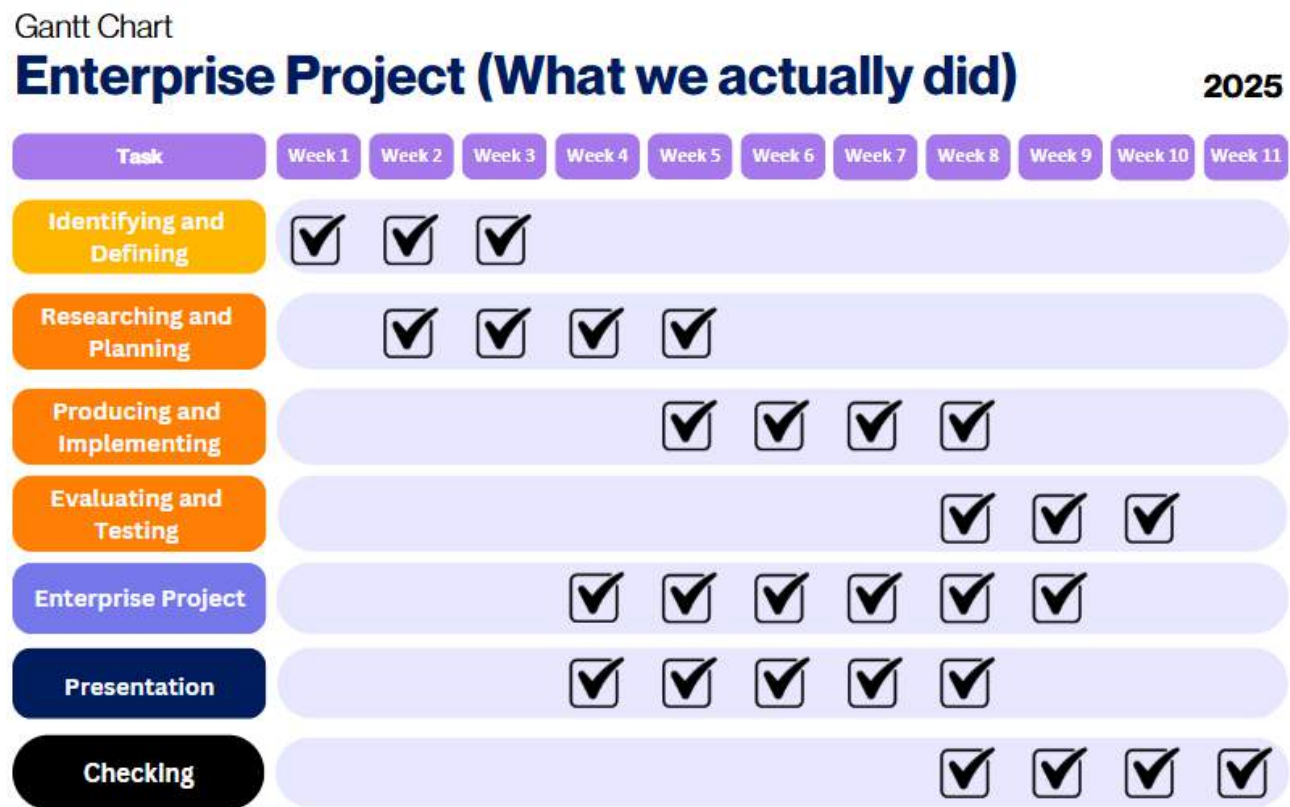 Gantt Chart
Enterprise Project (What we actually did)
2025
Task
Week 1
Week 2
Week 3
Week 4
Week 5
Week 6
Week 7
Week 8
Week 9
Week 10
Week 11
Identifying and
Defining
Researching and
Planning
Producing and
Implementing
Evaluating and
Testing
Enterprise Project
Presentation
Checking